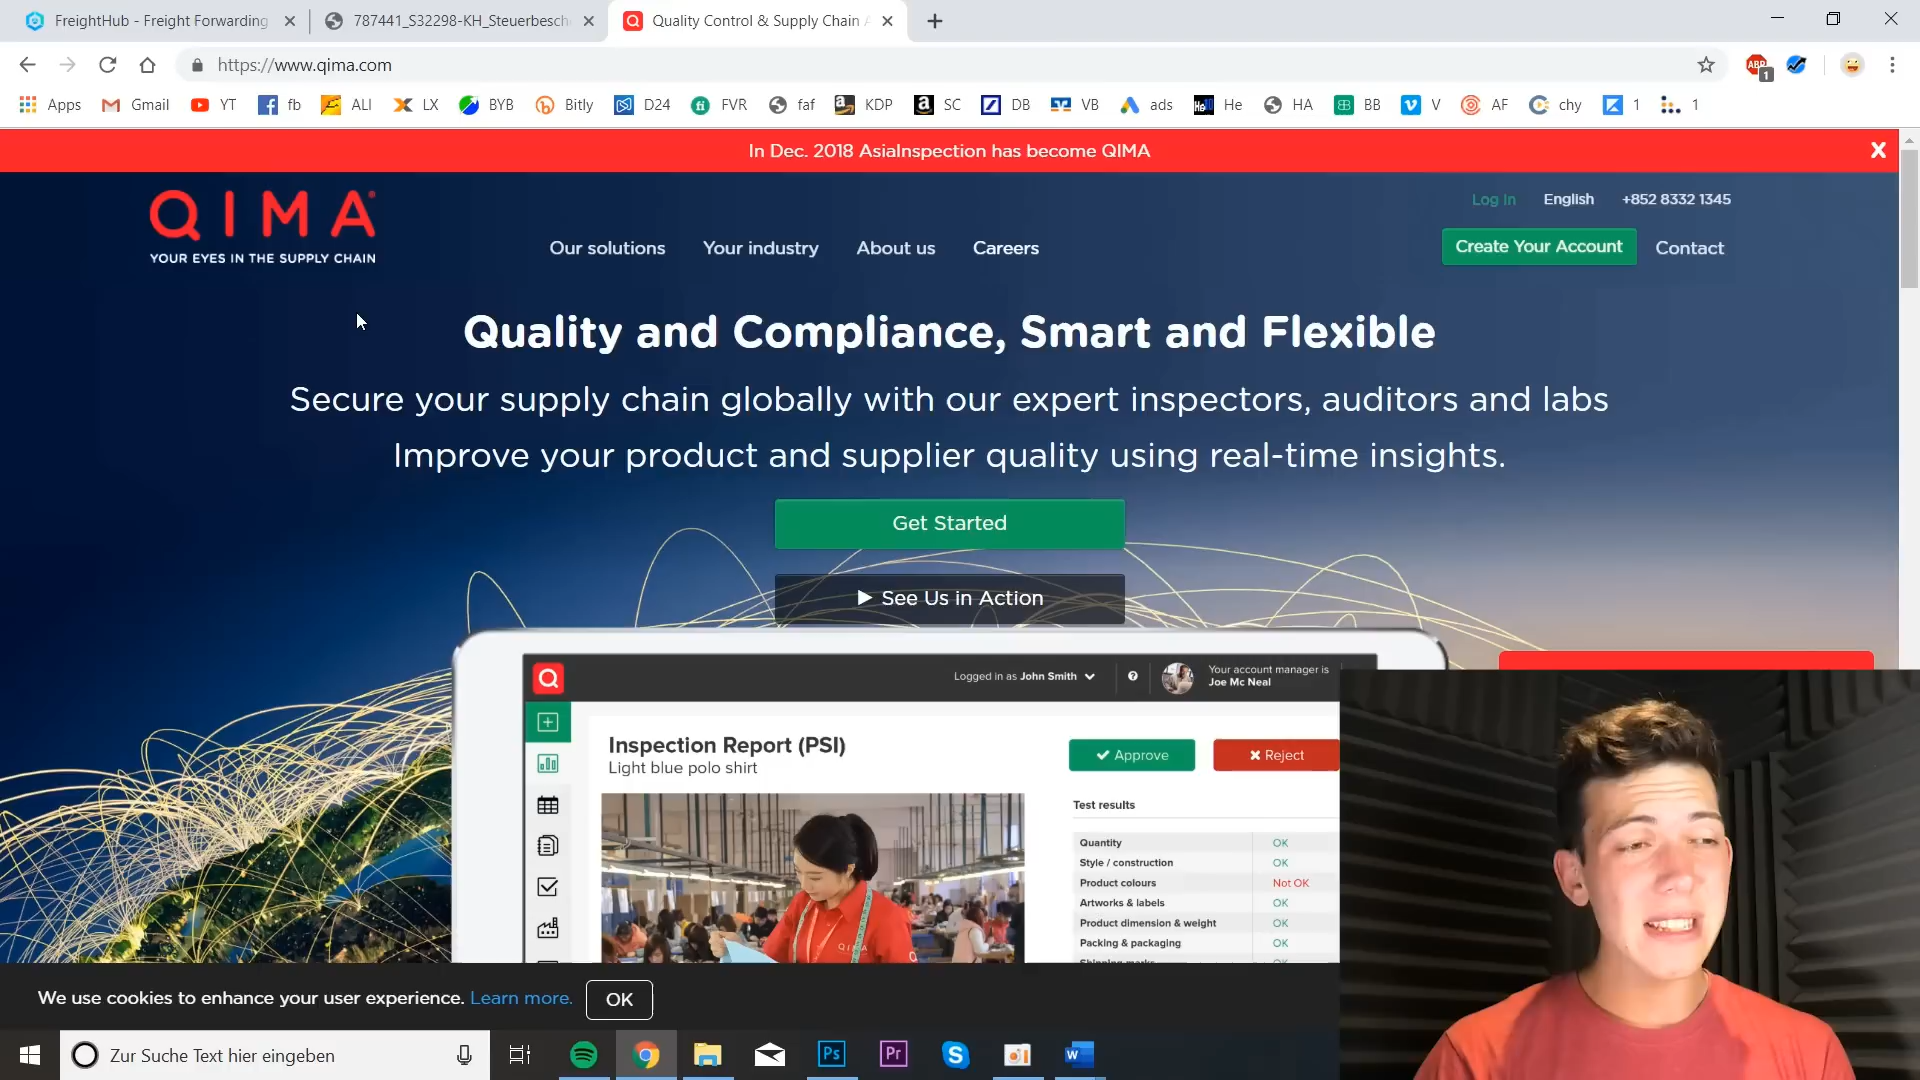 FreightHub - Freight Forwarding
787441_S32298-KH_Steuerbesch
Quality Control & Supply Chain A
https://www.qima.com
ABP
1
Apps
Gmail
YT
fb
ALI
LX
BYB
Bitly
D24
FVR
faf
KDP
SC
DB
VB
ads
He
HA
BB
V
AF
chy
1
1
In Dec. 2018 AsiaInspection has become QIMA
X
QIMA
YOUR EYES IN THE SUPPLY CHAIN
Log In
English
+852 8332 1345
Our solutions
Your industry
About us
Careers
Create Your Account
Contact
Quality and Compliance, Smart and Flexible
Secure your supply chain globally with our expert inspectors, auditors and labs
Improve your product and supplier quality using real-time insights.
Get Started
See Us in Action
Q
Logged in as John Smith
?
Your account manager is
Joe Mc Neal
Inspection Report (PSI)
Light blue polo shirt
Approve
Reject
Test results
Quantity OK
Style / construction OK
Product colours Not OK
Artworks & labels OK
Product dimension & weight OK
Packing & packaging OK
QIMA
We use cookies to enhance your user experience. Learn more.
OK
Zur Suche Text hier eingeben
Ps
Pr
S
W